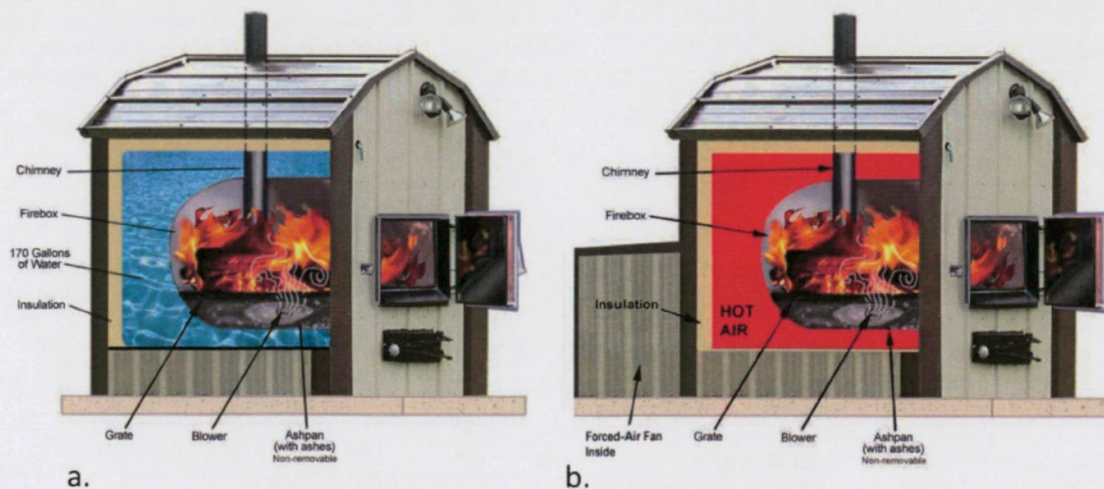 Chimney
Firebox
170 Gallons
of Water
Insulation
Grate
Blower
Ashpan
(with ashes)
Non-removable
a.
Chimney
Firebox
Insulation
HOT
AIR
Forced-Air Fan
Inside
Grate
Blower
Ashpan
(with ashes)
Non-removable
b.